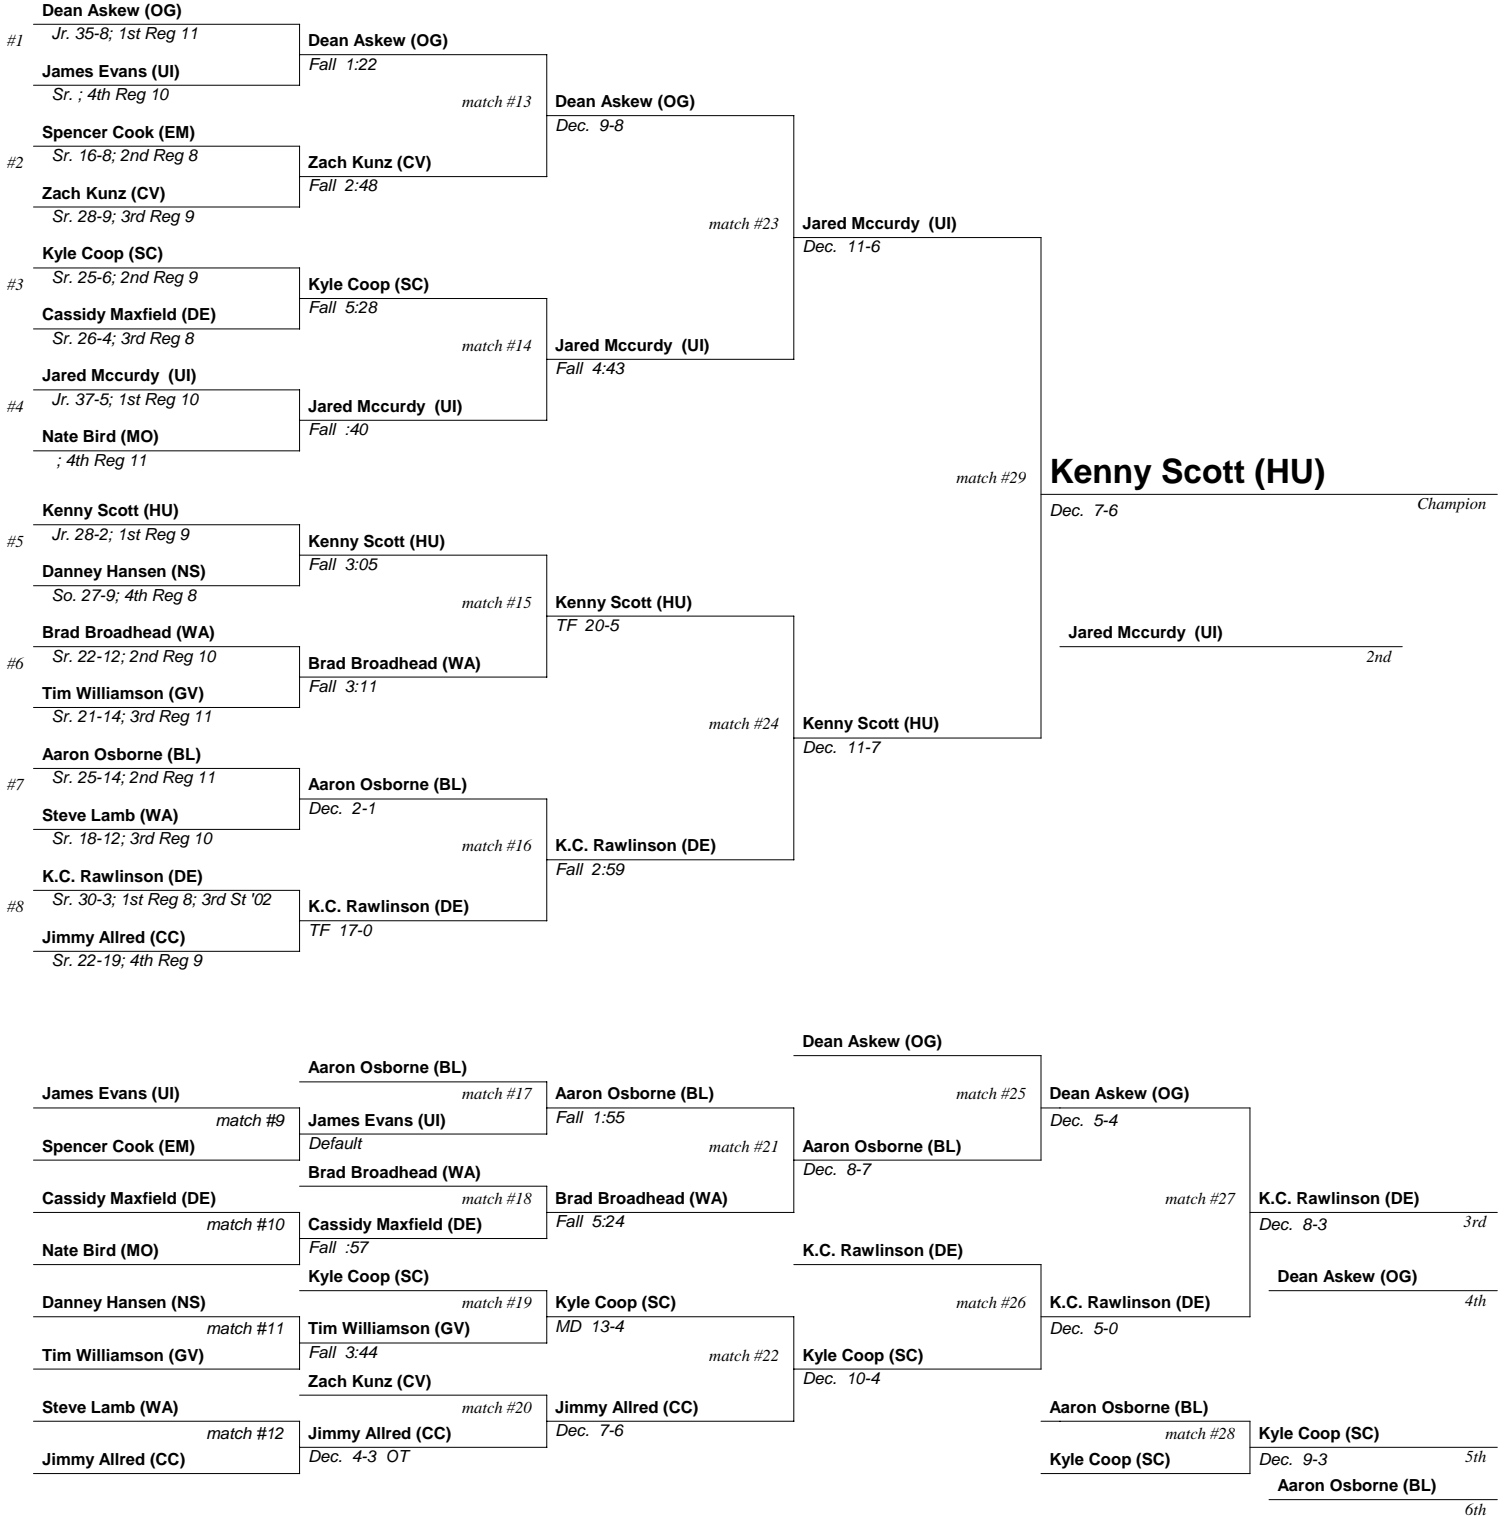 Dean Askew (OG)
#1
Jr. 35-8; 1st Reg 11
Dean Askew (OG)
Fall 1:22
James Evans (UI)
Sr. ; 4th Reg 10
match #13
Dean Askew (OG)
Dec. 9-8
Spencer Cook (EM)
#2
Sr. 16-8; 2nd Reg 8
Zach Kunz (CV)
Fall 2:48
Zach Kunz (CV)
Sr. 28-9; 3rd Reg 9
match #23
Jared Mccurdy (UI)
Dec. 11-6
Kyle Coop (SC)
#3
Sr. 25-6; 2nd Reg 9
Kyle Coop (SC)
Fall 5:28
Cassidy Maxfield (DE)
Sr. 26-4; 3rd Reg 8
match #14
Jared Mccurdy (UI)
Fall 4:43
Jared Mccurdy (UI)
#4
Jr. 37-5; 1st Reg 10
Jared Mccurdy (UI)
Fall :40
Nate Bird (MO)
; 4th Reg 11
match #29
Kenny Scott (HU)
Dec. 7-6
Champion
Kenny Scott (HU)
#5
Jr. 28-2; 1st Reg 9
Kenny Scott (HU)
Fall 3:05
Danney Hansen (NS)
So. 27-9; 4th Reg 8
match #15
Kenny Scott (HU)
TF 20-5
Jared Mccurdy (UI)
2nd
Brad Broadhead (WA)
#6
Sr. 22-12; 2nd Reg 10
Brad Broadhead (WA)
Fall 3:11
Tim Williamson (GV)
Sr. 21-14; 3rd Reg 11
match #24
Kenny Scott (HU)
Dec. 11-7
Aaron Osborne (BL)
#7
Sr. 25-14; 2nd Reg 11
Aaron Osborne (BL)
Dec. 2-1
Steve Lamb (WA)
Sr. 18-12; 3rd Reg 10
match #16
K.C. Rawlinson (DE)
Fall 2:59
K.C. Rawlinson (DE)
#8
Sr. 30-3; 1st Reg 8; 3rd St '02
K.C. Rawlinson (DE)
TF 17-0
Jimmy Allred (CC)
Sr. 22-19; 4th Reg 9
Dean Askew (OG)
Aaron Osborne (BL)
James Evans (UI)
match #17
Aaron Osborne (BL)
Fall 1:55
match #25
Dean Askew (OG)
Dec. 5-4
match #9
James Evans (UI)
Default
Spencer Cook (EM)
match #21
Aaron Osborne (BL)
Dec. 8-7
Brad Broadhead (WA)
Cassidy Maxfield (DE)
match #18
Brad Broadhead (WA)
Fall 5:24
match #27
K.C. Rawlinson (DE)
Dec. 8-3
3rd
match #10
Cassidy Maxfield (DE)
Fall :57
Nate Bird (MO)
K.C. Rawlinson (DE)
Kyle Coop (SC)
Dean Askew (OG)
4th
Danney Hansen (NS)
match #19
Kyle Coop (SC)
MD 13-4
match #26
K.C. Rawlinson (DE)
Dec. 5-0
match #11
Tim Williamson (GV)
Fall 3:44
Tim Williamson (GV)
match #22
Kyle Coop (SC)
Dec. 10-4
Zach Kunz (CV)
Steve Lamb (WA)
match #20
Jimmy Allred (CC)
Dec. 7-6
Aaron Osborne (BL)
match #12
Jimmy Allred (CC)
Dec. 4-3 OT
match #28
Kyle Coop (SC)
Dec. 9-3
5th
Jimmy Allred (CC)
Kyle Coop (SC)
Aaron Osborne (BL)
6th